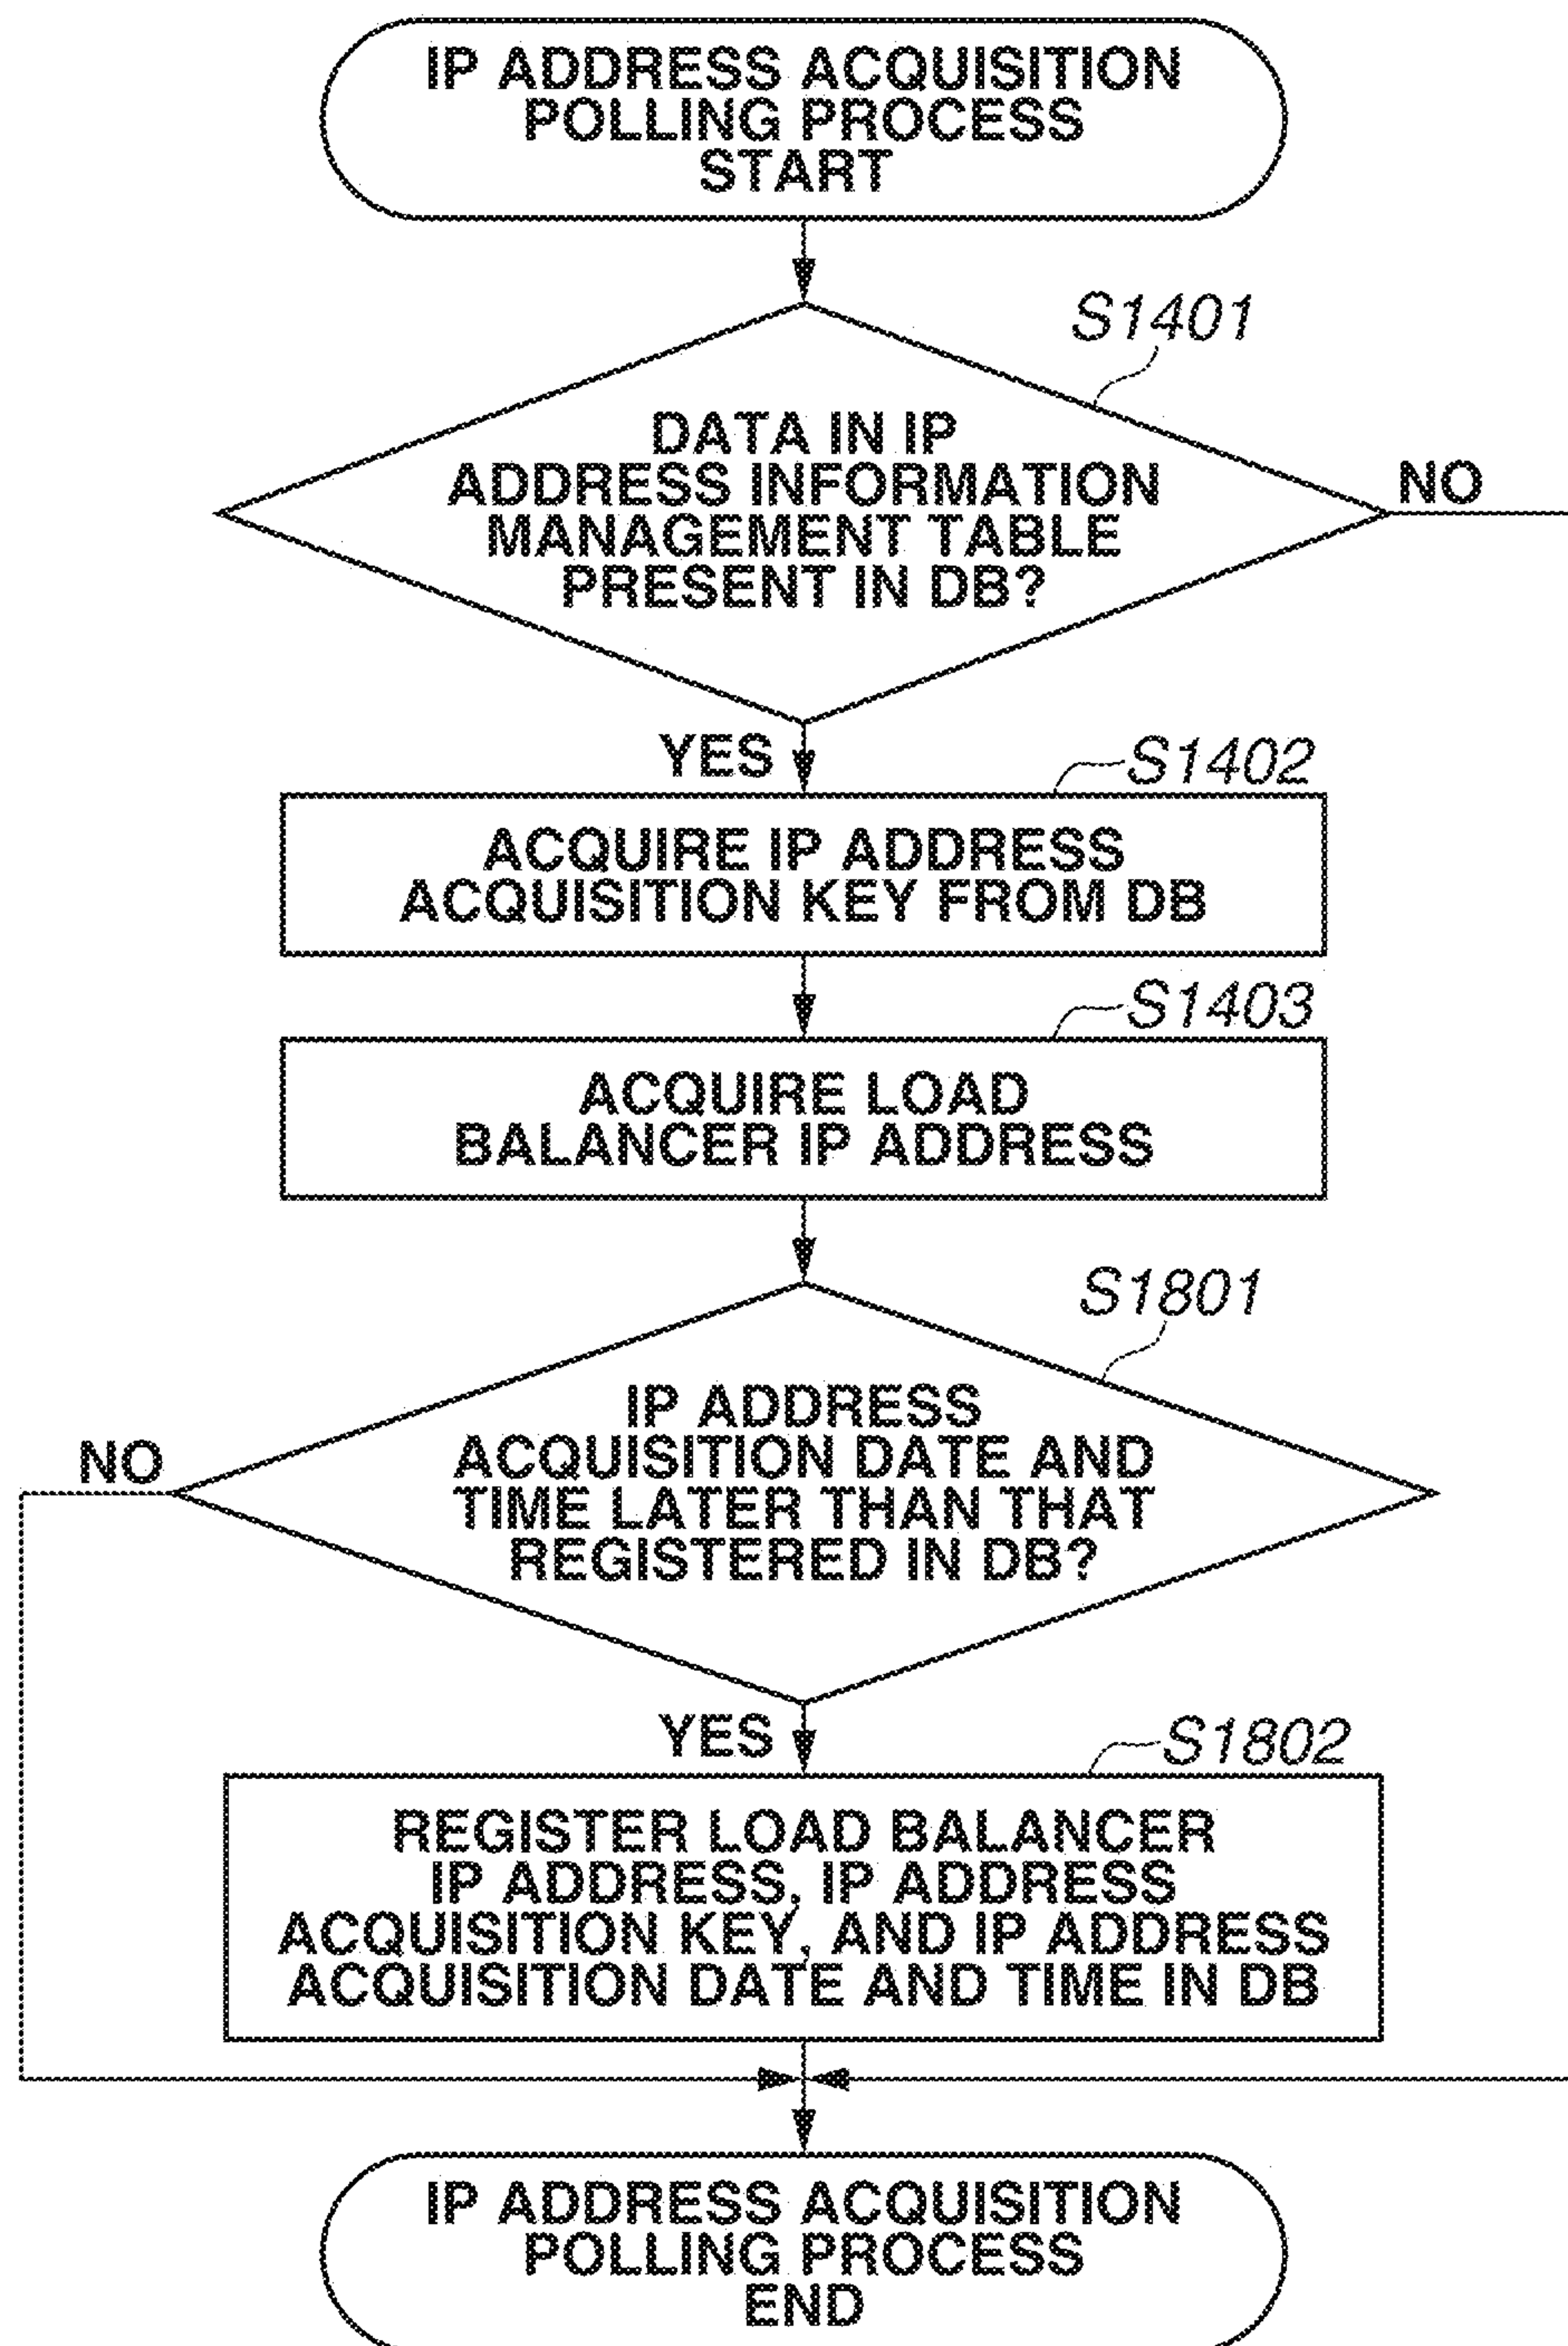 IP ADDRESS ACQUISITION
POLLING PROCESS
START
S1401
DATA IN IP
ADDRESS INFORMATION
MANAGEMENT TABLE
PRESENT IN DB?
NO
YES
S1402
ACQUIRE IP ADDRESS
ACQUISITION KEY FROM DB
S1403
ACQUIRE LOAD
BALANCER IP ADDRESS
S1801
IP ADDRESS
ACQUISITION DATE AND
TIME LATER THAN THAT
REGISTERED IN DB?
NO
YES
S1802
REGISTER LOAD BALANCER
IP ADDRESS, IP ADDRESS
ACQUISITION KEY, AND IP ADDRESS
ACQUISITION DATE AND TIME IN DB
IP ADDRESS ACQUISITION
POLLING PROCESS
END